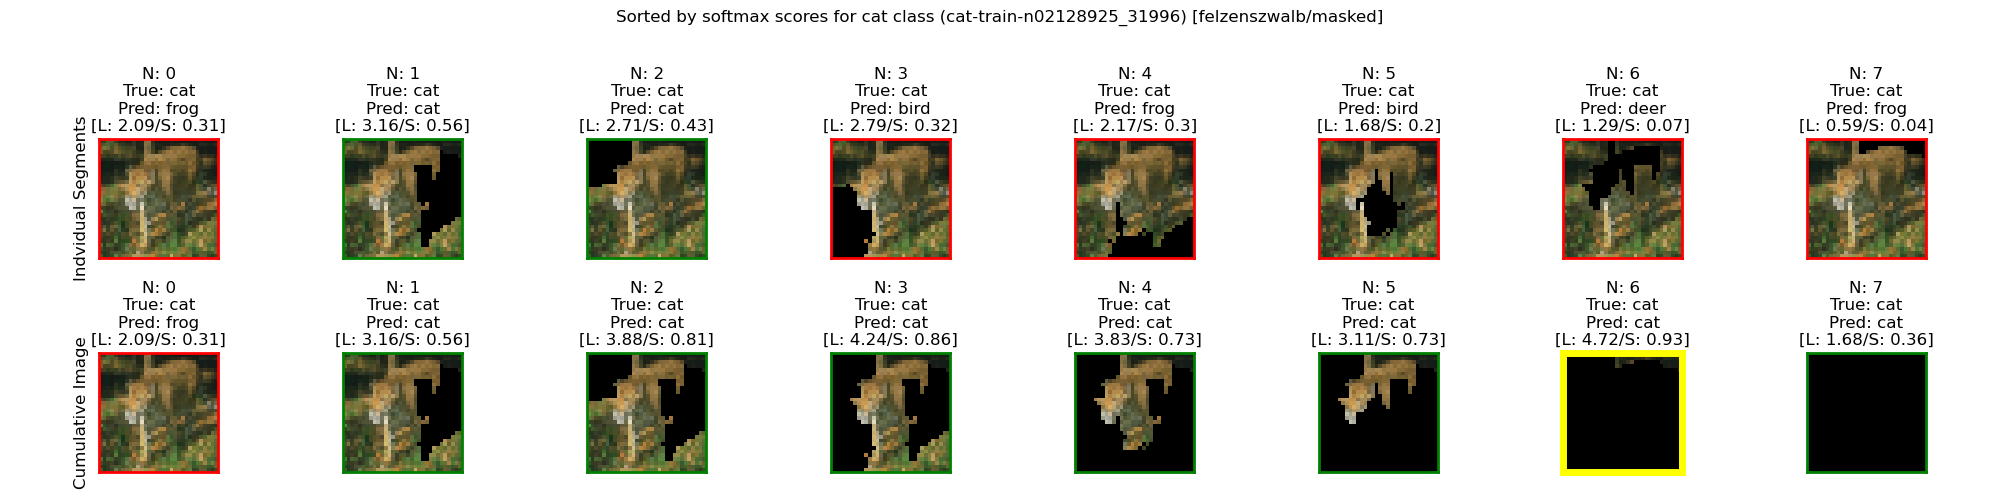 Sorted by softmax scores for cat class (cat-train-n02128925_31996) [felzenszwalb/masked]
Indvidual Segments
N: 0
True: cat
Pred: frog
[L: 2.09/S: 0.31]
N: 1
True: cat
Pred: cat
[L: 3.16/S: 0.56]
N: 2
True: cat
Pred: cat
[L: 2.71/S: 0.43]
N: 3
True: cat
Pred: bird
[L: 2.79/S: 0.32]
N: 4
True: cat
Pred: frog
[L: 2.17/S: 0.3]
N: 5
True: cat
Pred: bird
[L: 1.68/S: 0.2]
N: 6
True: cat
Pred: deer
[L: 1.29/S: 0.07]
N: 7
True: cat
Pred: frog
[L: 0.59/S: 0.04]
Cumulative Image
N: 0
True: cat
Pred: frog
[L: 2.09/S: 0.31]
N: 1
True: cat
Pred: cat
[L: 3.16/S: 0.56]
N: 2
True: cat
Pred: cat
[L: 3.88/S: 0.81]
N: 3
True: cat
Pred: cat
[L: 4.24/S: 0.86]
N: 4
True: cat
Pred: cat
[L: 3.83/S: 0.73]
N: 5
True: cat
Pred: cat
[L: 3.11/S: 0.73]
N: 6
True: cat
Pred: cat
[L: 4.72/S: 0.93]
N: 7
True: cat
Pred: cat
[L: 1.68/S: 0.36]